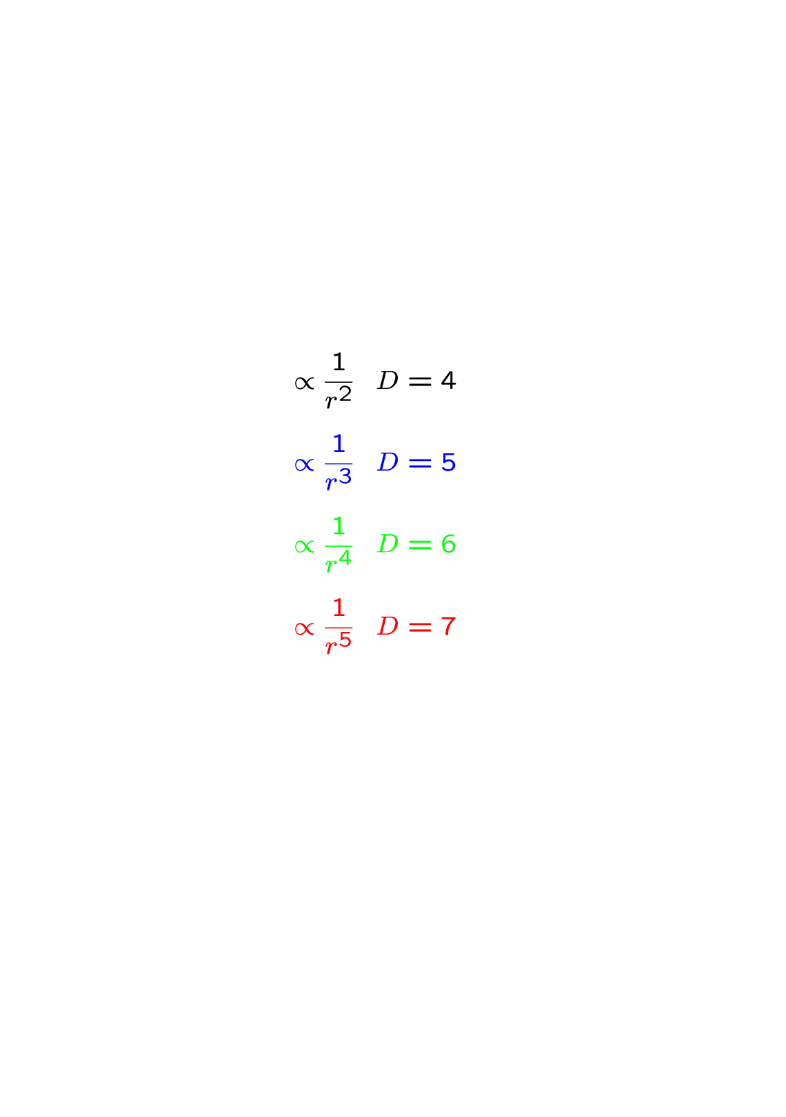 ∝ 1/r² D = 4
∝ 1/r³ D = 5
∝ 1/r⁴ D = 6
∝ 1/r⁵ D = 7